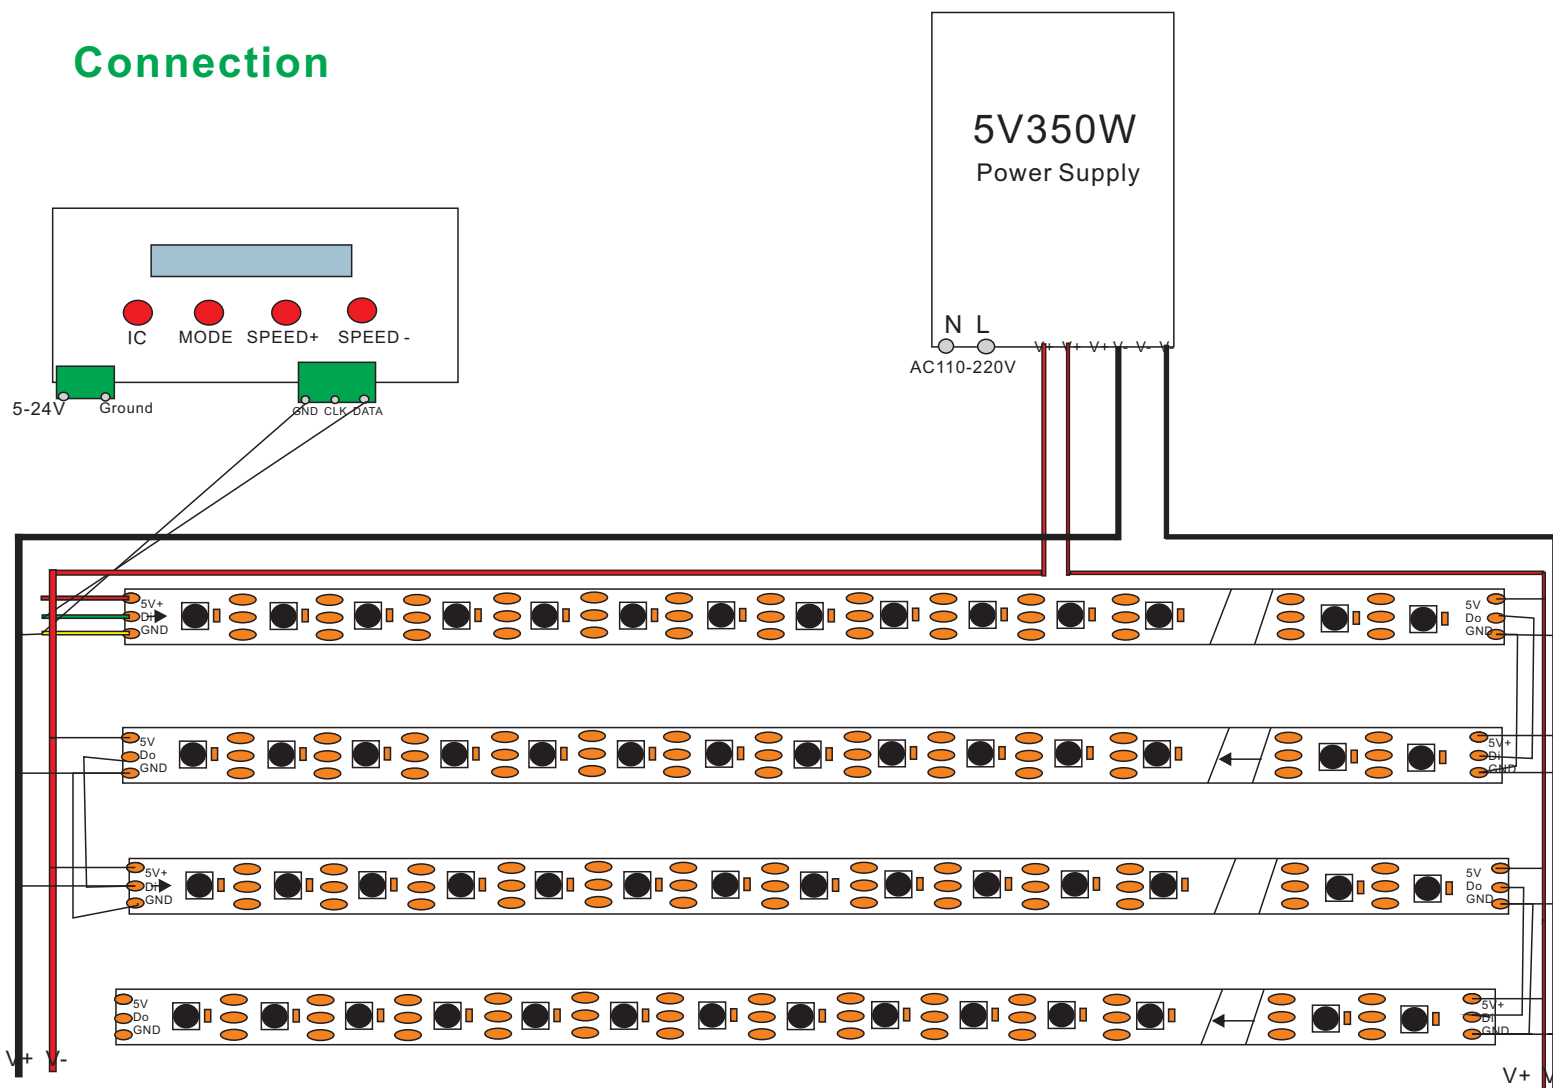 Connection
5V350W
Power Supply
N L
V+ V+ V+ V- V- V-
AC110-220V
IC MODE SPEED+ SPEED -
5-24V Ground
GND CLK DATA
5V+
Di
GND
5V
Do
GND
5V
Do
GND
5V+
Di
GND
5V+
Di
GND
5V
Do
GND
5V
Do
GND
5V+
Di
GND
V+ V-
V+ V